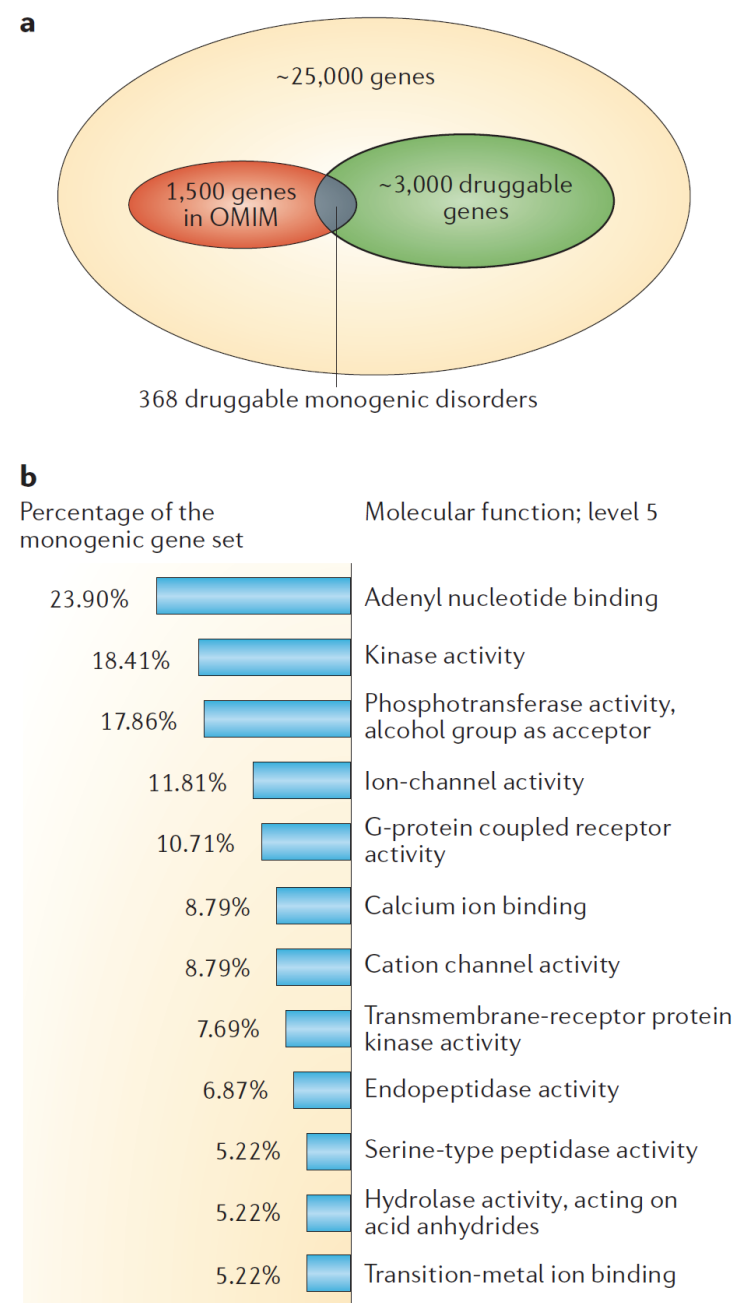 a
~25,000 genes
1,500 genes
in OMIM
~3,000 druggable
genes
368 druggable monogenic disorders
b
Percentage of the
monogenic gene set
Molecular function; level 5
23.90%
Adenyl nucleotide binding
18.41%
Kinase activity
17.86%
Phosphotransferase activity,
alcohol group as acceptor
11.81%
Ion-channel activity
10.71%
G-protein coupled receptor
activity
8.79%
Calcium ion binding
8.79%
Cation channel activity
7.69%
Transmembrane-receptor protein
kinase activity
6.87%
Endopeptidase activity
5.22%
Serine-type peptidase activity
5.22%
Hydrolase activity, acting on
acid anhydrides
5.22%
Transition-metal ion binding